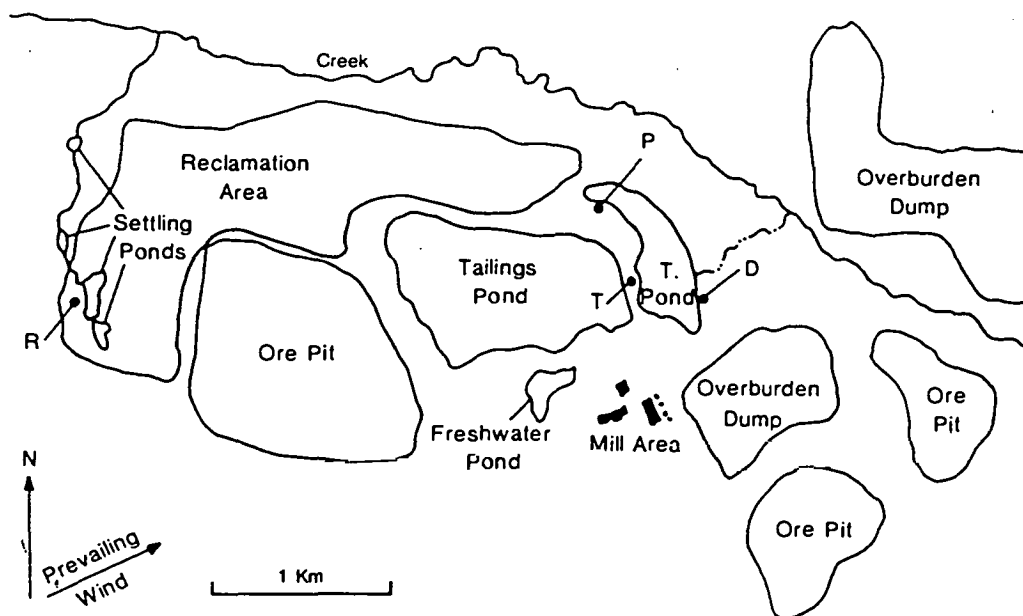 Creek
P
Reclamation
Area
Overburden
Dump
Settling
Ponds
Tailings
Pond
T.
Pond
D
T
R
Ore Pit
Overburden
Dump
Ore
Pit
Freshwater
Pond
Mill Area
N
Ore Pit
Prevailing
Wind
1 Km